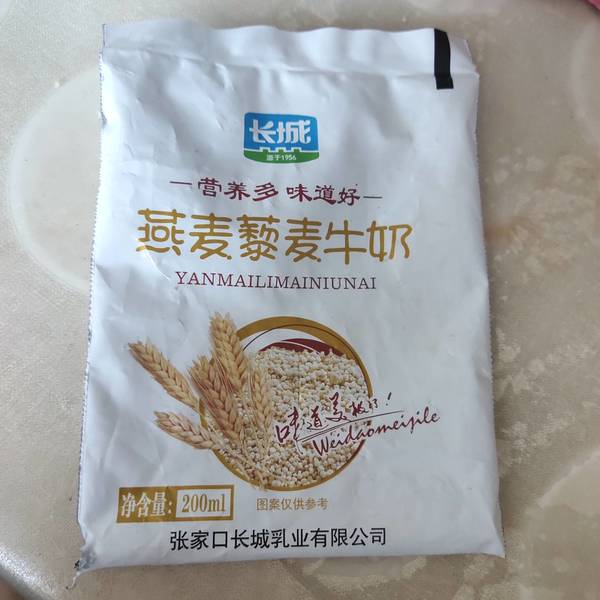 长城
源于1956
营养多 味道好
燕麦藜麦牛奶
YANMAILIMAINIUNAI
味道美极了!
Weidaomeijile
净含量: 200ml
图案仅供参考
张家口长城乳业有限公司